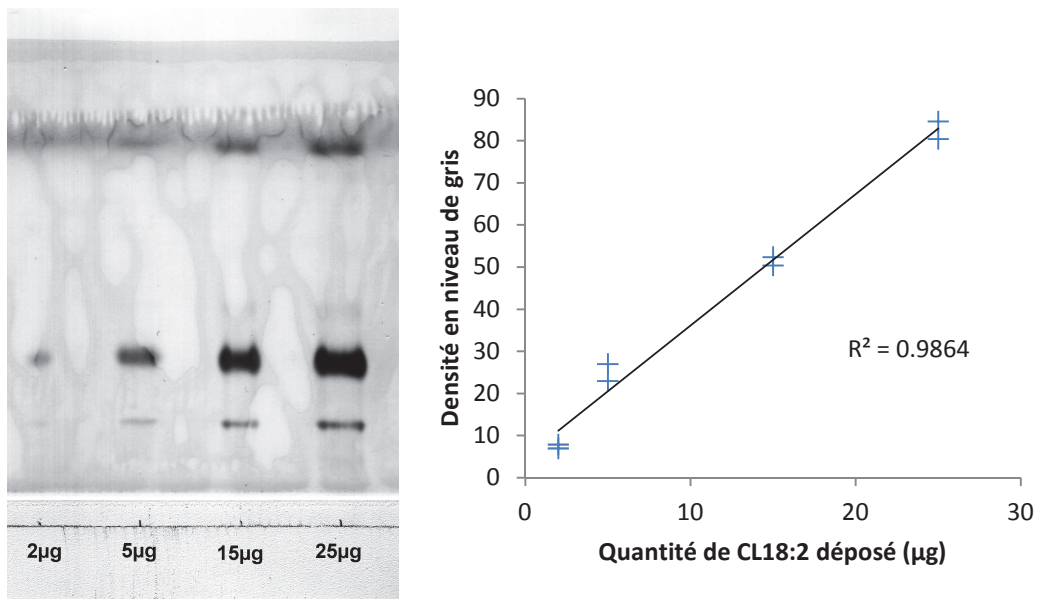 2µg 5µg 15µg 25µg
Densité en niveau de gris
90
80
70
60
50
40
30
20
10
0
R² = 0.9864
0 10 20 30
Quantité de CL18:2 déposé (µg)